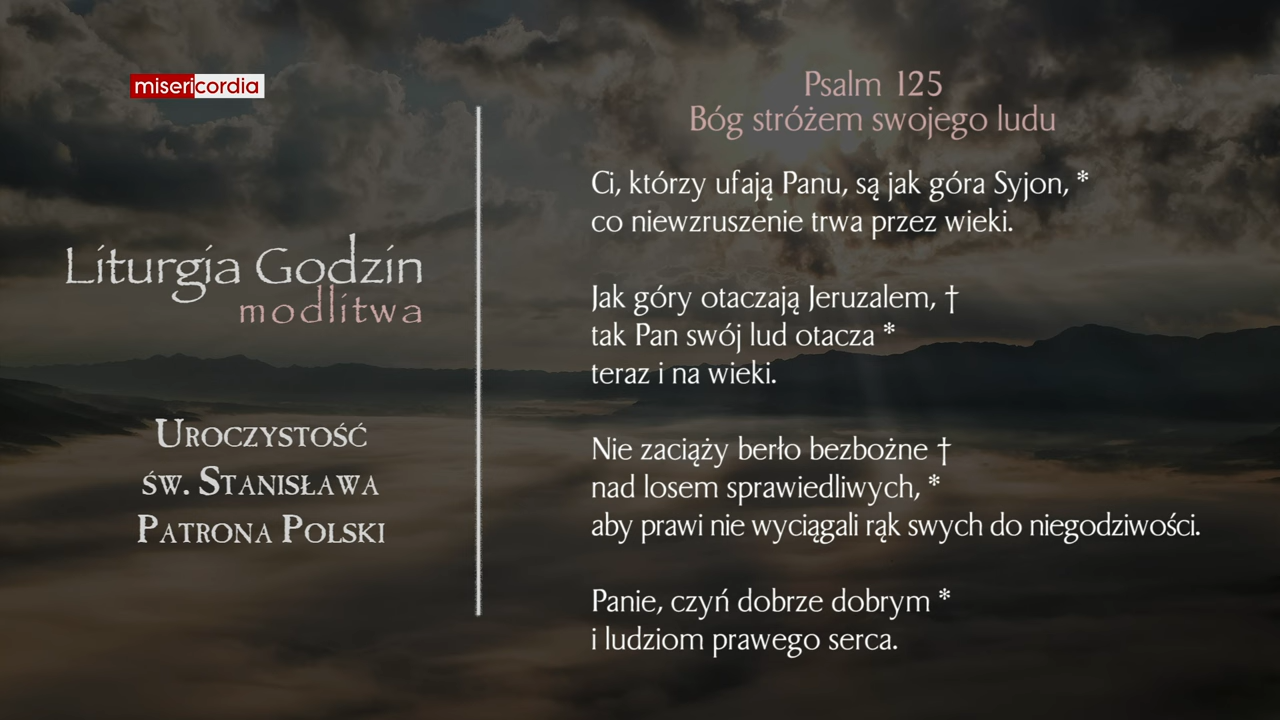 misericordia
Liturgia Godzin
modlitwa
Uroczystość
św. Stanisława
Patrona Polski
Psalm 125
Bóg stróżem swojego ludu
Ci, którzy ufają Panu, są jak góra Syjon, *
co niewzruszenie trwa przez wieki.
Jak góry otaczają Jeruzalem, †
tak Pan swój lud otacza *
teraz i na wieki.
Nie zaciąży berło bezbożne †
nad losem sprawiedliwych, *
aby prawi nie wyciągali rąk swych do niegodziwości.
Panie, czyń dobrze dobrym *
i ludziom prawego serca.